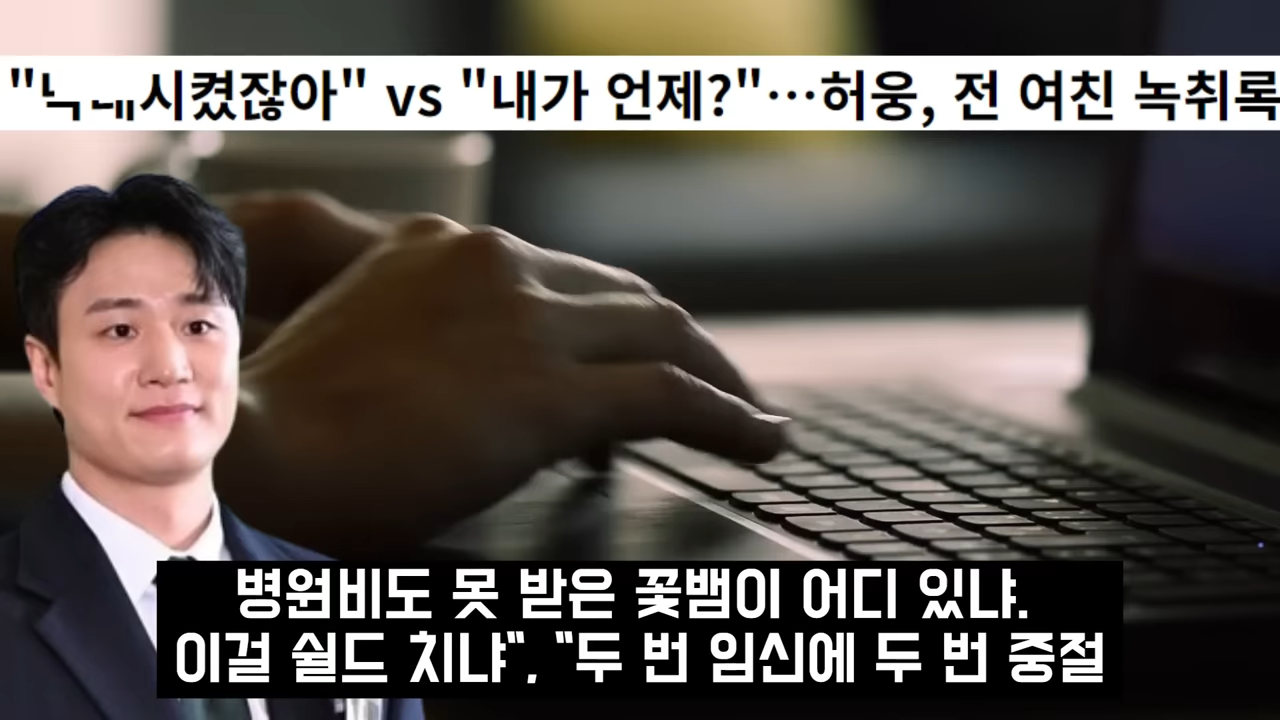 시켰잖아" vs "내가 언제?"…허웅, 전 여친 녹취록
병원비도 못 받은 꽃뱀이 어디 있냐.
이걸 쉴드 치냐", "두 번 임신에 두 번 중절